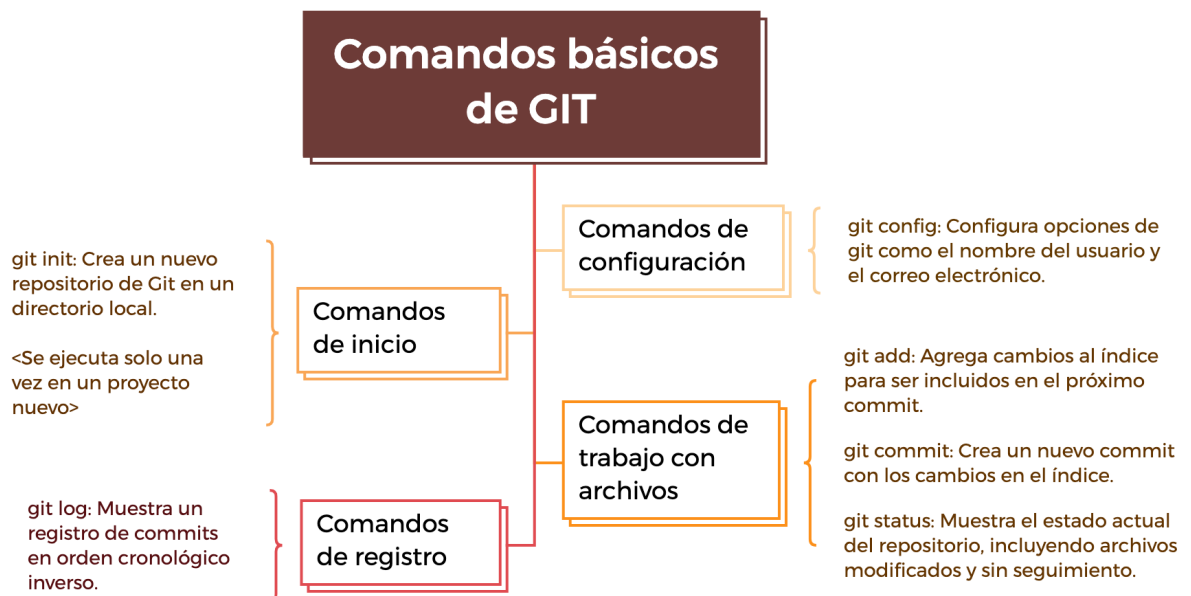 Comandos básicos
de GIT
Comandos de
configuración
git config: Configura opciones de
git como el nombre del usuario y
el correo electrónico.
git init: Crea un nuevo
repositorio de Git en un
directorio local.
<Se ejecuta solo una
vez en un proyecto
nuevo>
Comandos
de inicio
Comandos de
trabajo con
archivos
git add: Agrega cambios al índice
para ser incluidos en el próximo
commit.
git commit: Crea un nuevo commit
con los cambios en el índice.
git status: Muestra el estado actual
del repositorio, incluyendo archivos
modificados y sin seguimiento.
git log: Muestra un
registro de commits
en orden cronológico
inverso.
Comandos
de registro